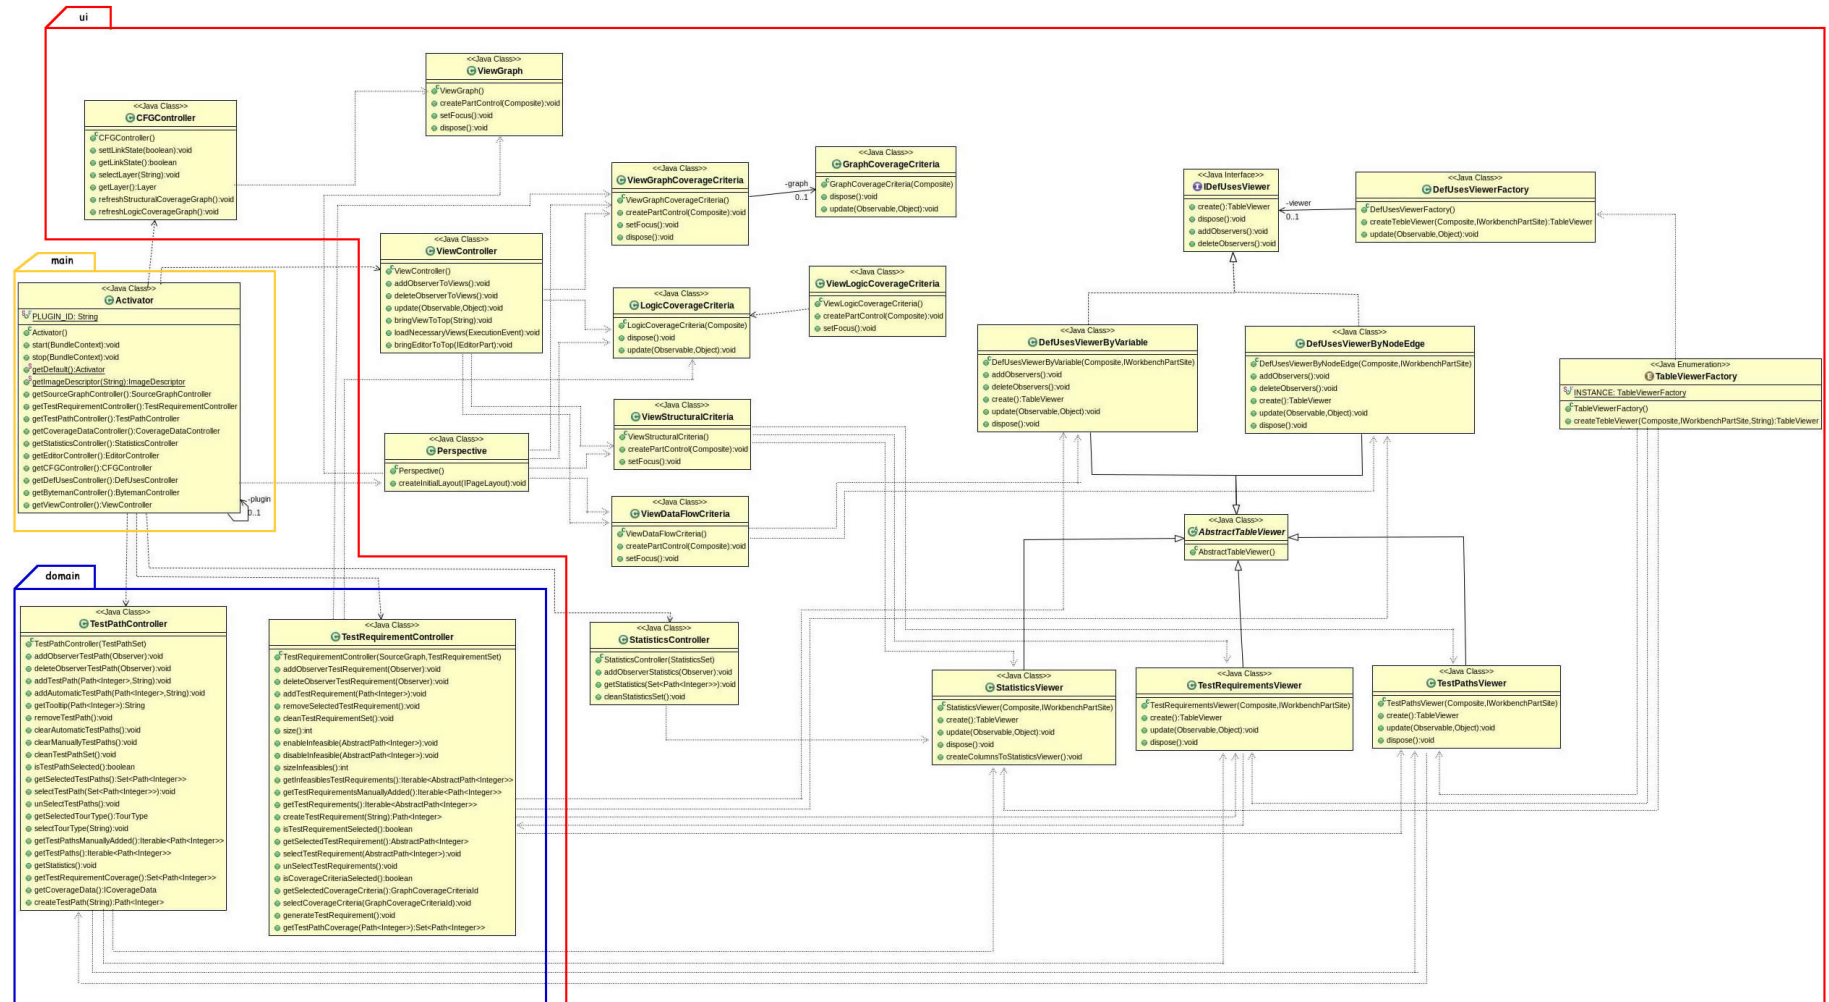 ui
<<Java Class>>
ViewGraph
ViewGraph()
createPartControl(Composite):void
setFocus():void
dispose():void
<<Java Class>>
CFGController
CFGController()
settLinkState(boolean):void
getLinkState():boolean
selectLayer(String):void
getLayer():Layer
refreshStructuralCoverageGraph():void
refreshLogicCoverageGraph():void
<<Java Class>>
ViewGraphCoverageCriteria
ViewGraphCoverageCriteria()
createPartControl(Composite):void
setFocus():void
dispose():void
-graph
0..1
<<Java Class>>
GraphCoverageCriteria
GraphCoverageCriteria(Composite)
dispose():void
update(Observable,Object):void
<<Java Interface>>
IDefUsesViewer
create():TableViewer
dispose():void
addObservers():void
deleteObservers():void
-viewer
0..1
<<Java Class>>
DefUsesViewerFactory
DefUsesViewerFactory()
createTebleViewer(Composite,IWorkbenchPartSite):TableViewer
update(Observable,Object):void
<<Java Class>>
ViewController
ViewController()
addObserverToViews():void
deleteObserverToViews():void
update(Observable,Object):void
bringViewToTop(String):void
loadNecessaryViews(ExecutionEvent):void
bringEditorToTop(IEditorPart):void
<<Java Class>>
LogicCoverageCriteria
LogicCoverageCriteria(Composite)
dispose():void
update(Observable,Object):void
<<Java Class>>
ViewLogicCoverageCriteria
ViewLogicCoverageCriteria()
createPartControl(Composite):void
setFocus():void
main
<<Java Class>>
Activator
PLUGIN_ID: String
Activator()
start(BundleContext):void
stop(BundleContext):void
getDefault():Activator
getImageDescriptor(String):ImageDescriptor
getSourceGraphController():SourceGraphController
getTestRequirementController():TestRequirementController
getTestPathController():TestPathController
getCoverageDataController():CoverageDataController
getStatisticsController():StatisticsController
getEditorController():EditorController
getCFGController():CFGController
getDefUsesController():DefUsesController
getBytemanController():BytemanController
getViewController():ViewController
-plugin
0..1
<<Java Class>>
DefUsesViewerByVariable
DefUsesViewerByVariable(Composite,IWorkbenchPartSite)
addObservers():void
deleteObservers():void
create():TableViewer
update(Observable,Object):void
dispose():void
<<Java Class>>
DefUsesViewerByNodeEdge
DefUsesViewerByNodeEdge(Composite,IWorkbenchPartSite)
addObservers():void
deleteObservers():void
create():TableViewer
update(Observable,Object):void
dispose():void
<<Java Enumeration>>
TableViewerFactory
INSTANCE: TableViewerFactory
TableViewerFactory()
createTebleViewer(Composite,IWorkbenchPartSite,String):TableViewer
<<Java Class>>
Perspective
Perspective()
createInitialLayout(IPageLayout):void
<<Java Class>>
ViewStructuralCriteria
ViewStructuralCriteria()
createPartControl(Composite):void
setFocus():void
<<Java Class>>
ViewDataFlowCriteria
ViewDataFlowCriteria()
createPartControl(Composite):void
setFocus():void
<<Java Class>>
AbstractTableViewer
AbstractTableViewer()
domain
<<Java Class>>
TestPathController
TestPathController(TestPathSet)
addObserverTestPath(Observer):void
deleteObserverTestPath(Observer):void
addTestPath(Path<Integer>,String):void
addAutomaticTestPath(Path<Integer>,String):void
getTooltip(Path<Integer>):String
removeTestPath():void
clearAutomaticTestPaths():void
clearManuallyTestPaths():void
cleanTestPathSet():void
isTestPathSelected():boolean
getSelectedTestPaths():Set<Path<Integer>>
selectTestPath(Set<Path<Integer>>):void
unSelectTestPaths():void
getSelectedTourType():TourType
selectTourType(String):void
getTestPathsManuallyAdded():Iterable<Path<Integer>>
getTestPaths():Iterable<Path<Integer>>
getStatistics():void
getTestRequirementCoverage():Set<Path<Integer>>
getCoverageData():ICoverageData
createTestPath(String):Path<Integer>
<<Java Class>>
TestRequirementController
TestRequirementController(SourceGraph,TestRequirementSet)
addObserverTestRequirement(Observer):void
deleteObserverTestRequirement(Observer):void
addTestRequirement(Path<Integer>):void
removeSelectedTestRequirement():void
cleanTestRequirementSet():void
size():int
enableInfeasible(AbstractPath<Integer>):void
disableInfeasible(AbstractPath<Integer>):void
sizeInfeasibles():int
getInfeasiblesTestRequirements():Iterable<AbstractPath<Integer>>
getTestRequirementsManuallyAdded():Iterable<Path<Integer>>
getTestRequirements():Iterable<AbstractPath<Integer>>
createTestRequirement(String):Path<Integer>
isTestRequirementSelected():boolean
getSelectedTestRequirement():AbstractPath<Integer>
selectTestRequirement(AbstractPath<Integer>):void
unSelectTestRequirements():void
isCoverageCriteriaSelected():boolean
getSelectedCoverageCriteria():GraphCoverageCriteriaId
selectCoverageCriteria(GraphCoverageCriteriaId):void
generateTestRequirement():void
getTestPathCoverage(Path<Integer>):Set<Path<Integer>>
<<Java Class>>
StatisticsController
StatisticsController(StatisticsSet)
addObserverStatistics(Observer):void
getStatistics(Set<Path<Integer>>):void
cleanStatisticsSet():void
<<Java Class>>
StatisticsViewer
StatisticsViewer(Composite,IWorkbenchPartSite)
create():TableViewer
update(Observable,Object):void
dispose():void
createColumnsToStatisticsViewer():void
<<Java Class>>
TestRequirementsViewer
TestRequirementsViewer(Composite,IWorkbenchPartSite)
create():TableViewer
update(Observable,Object):void
dispose():void
<<Java Class>>
TestPathsViewer
TestPathsViewer(Composite,IWorkbenchPartSite)
create():TableViewer
update(Observable,Object):void
dispose():void